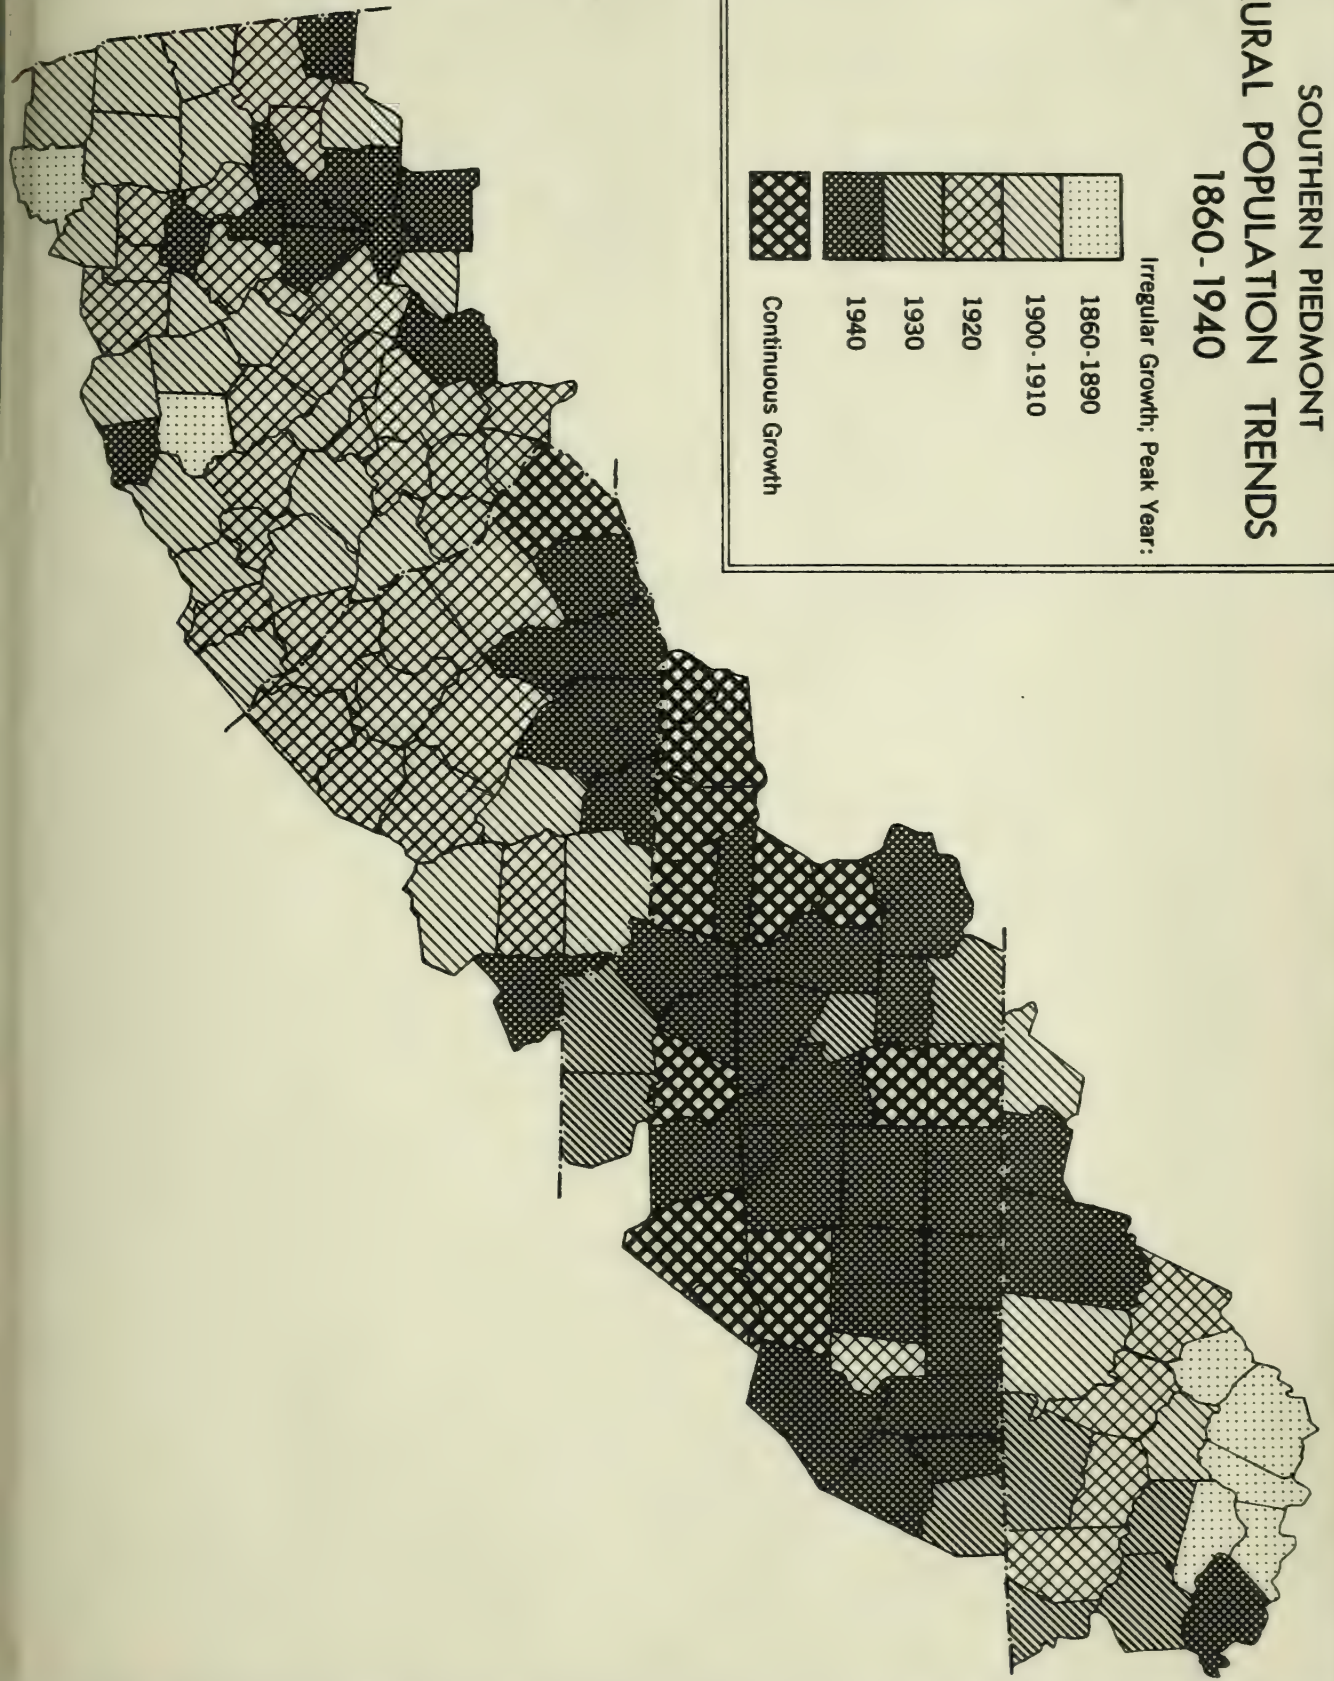 SOUTHERN PIEDMONT
URAL POPULATION TRENDS
1860-1940
Irregular Growth; Peak Year:
1860-1890
1900-1910
1920
1930
1940
Continuous Growth